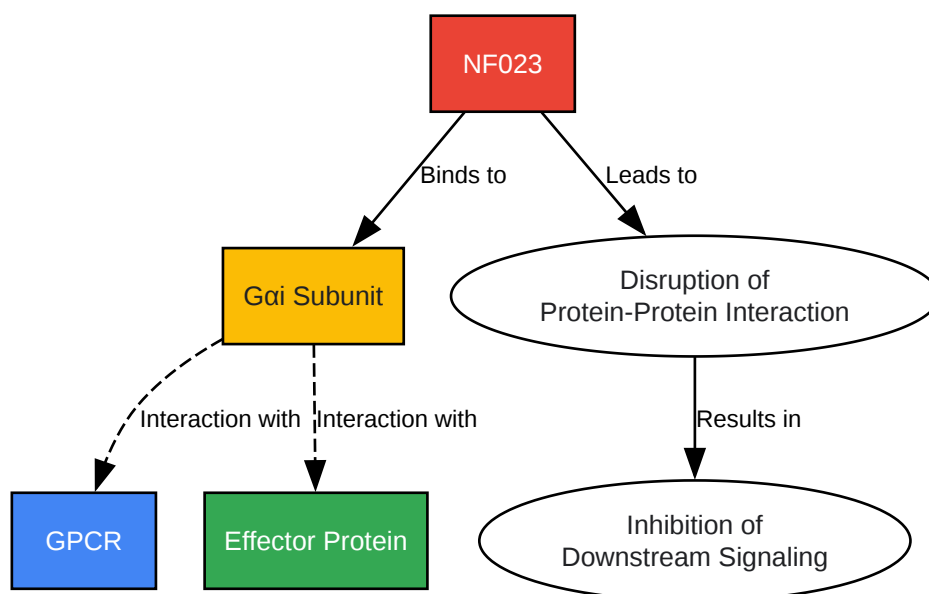 NF023
Binds to
Leads to
Gαi Subunit
Disruption of
Protein-Protein Interaction
Interaction with
Interaction with
Results in
GPCR
Effector Protein
Inhibition of
Downstream Signaling